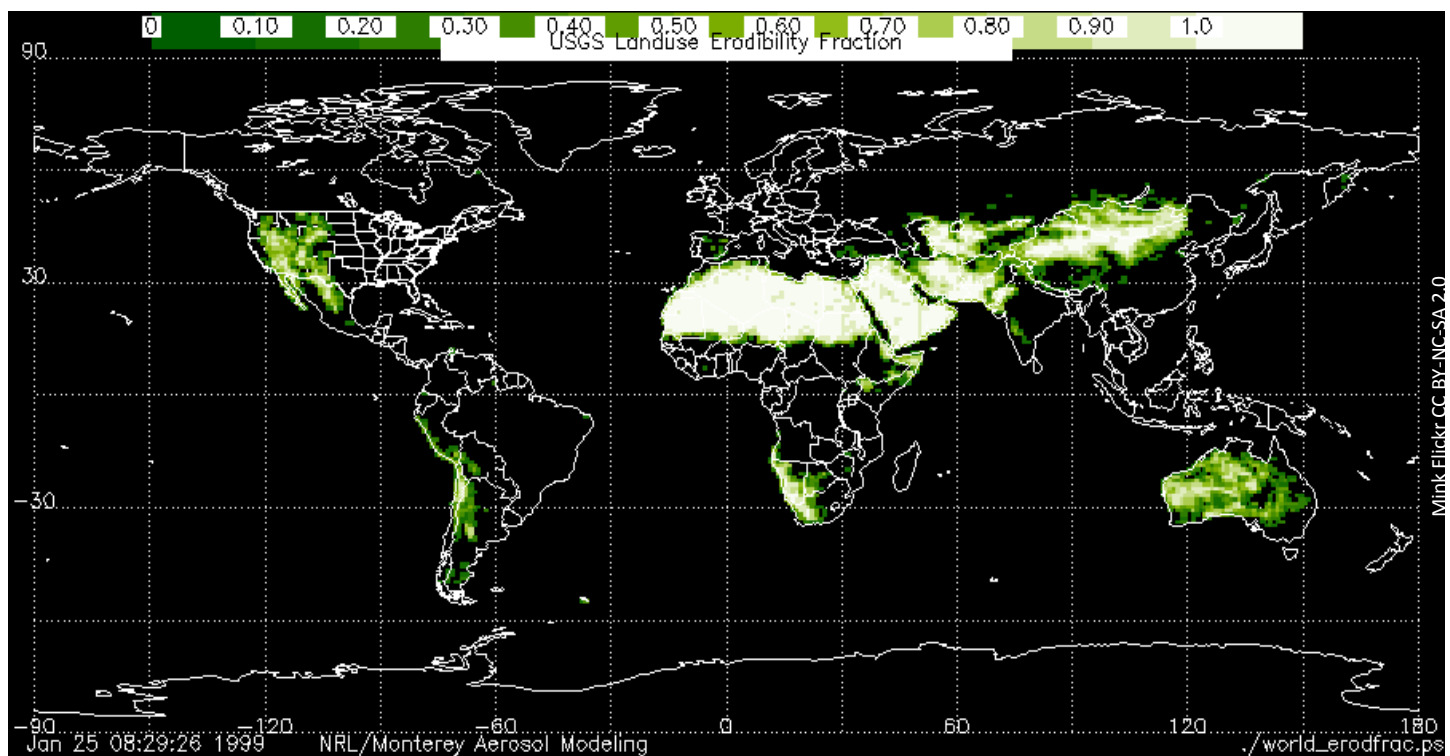 0 0.10 0.20 0.30 0.40 0.50 0.60 0.70 0.80 0.90 1.0
USGS Landuse Erodibility Fraction
90
30
-30
-90 -120 -60 0 60 120 180
Jan 25 08:29:26 1999 NRL/Monterey Aerosol Modeling ./world_erodfrac.ps
Mink Flickr CC BY-NC-SA 2.0